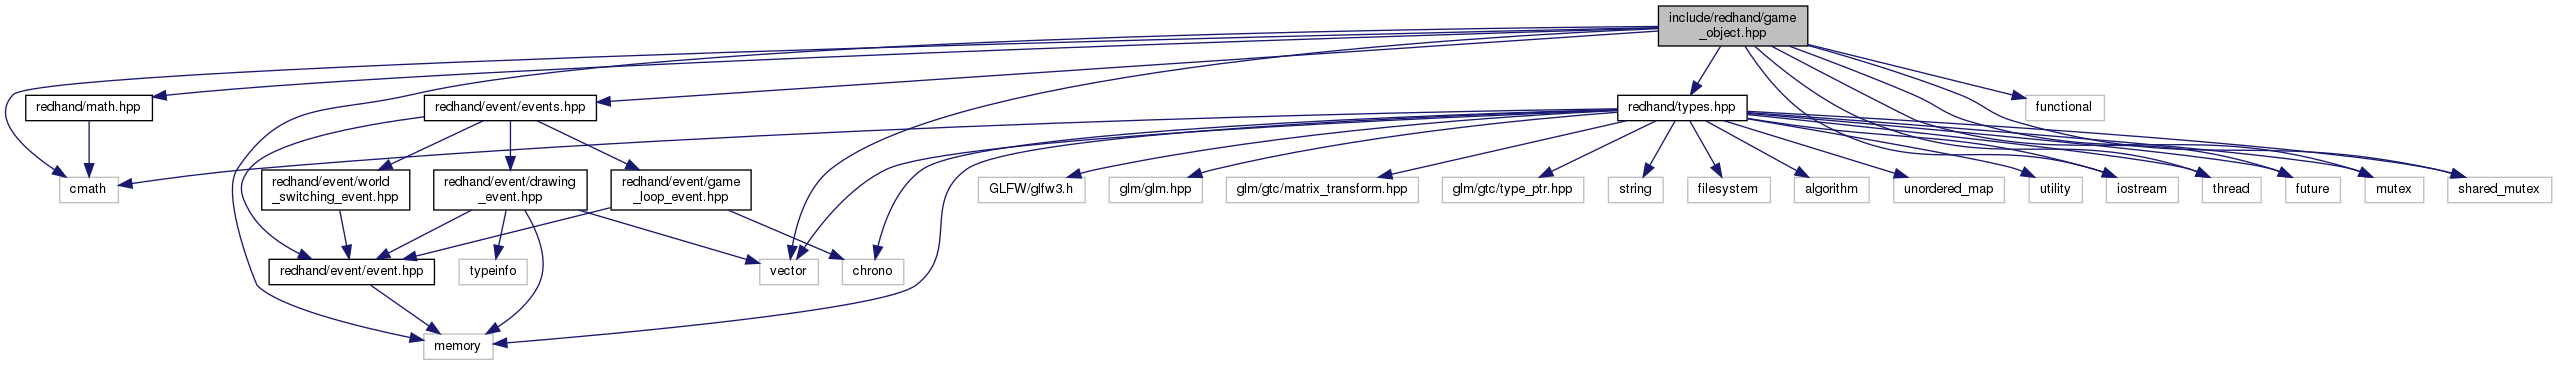 include/redhand/game
_object.hpp
redhand/math.hpp
redhand/event/events.hpp
redhand/types.hpp
functional
cmath
redhand/event/world
_switching_event.hpp
redhand/event/drawing
_event.hpp
redhand/event/game
_loop_event.hpp
GLFW/glfw3.h
glm/glm.hpp
glm/gtc/matrix_transform.hpp
glm/gtc/type_ptr.hpp
string
filesystem
algorithm
unordered_map
utility
iostream
thread
future
mutex
shared_mutex
redhand/event/event.hpp
typeinfo
vector
chrono
memory